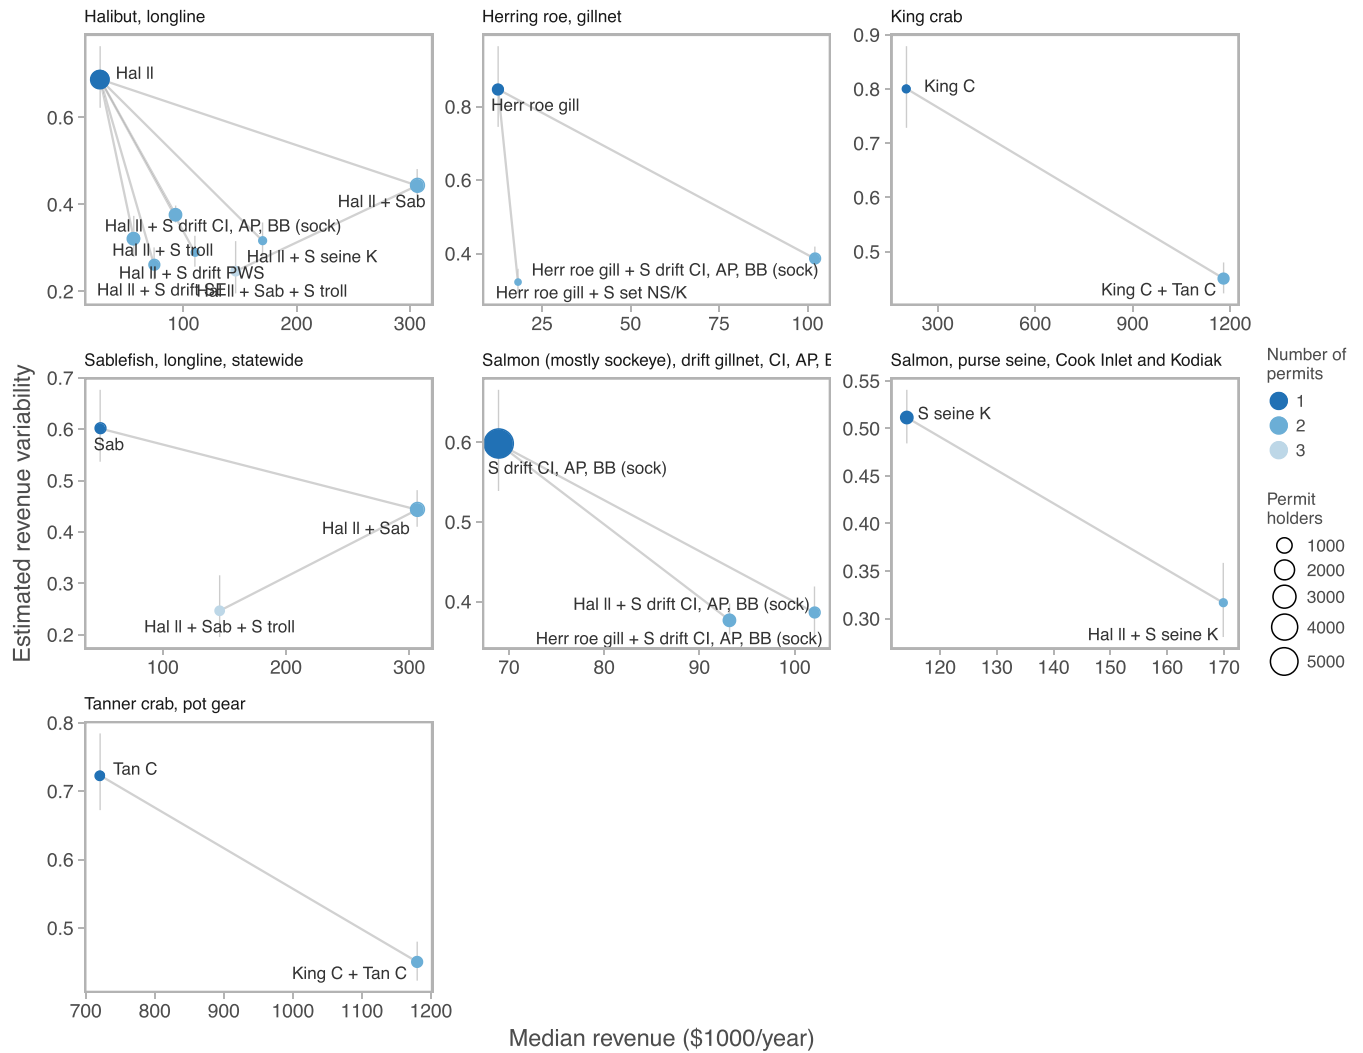 Halibut, longline
Herring roe, gillnet
King crab
0.6
0.4
0.2
Hal ll
Hal ll + Sab
Hal ll + S drift CI, AP, BB (sock)
Hal ll + S troll
Hal ll + S seine K
Hal ll + S drift PWS
Hal ll + S drift SE
Hal ll + Sab + S troll
100
200
300
0.8
0.6
0.4
Herr roe gill
Herr roe gill + S drift CI, AP, BB (sock)
Herr roe gill + S set NS/K
25
50
75
100
0.9
0.8
0.7
0.6
0.5
King C
King C + Tan C
300
600
900
1200
Estimated revenue variability
Sablefish, longline, statewide
Salmon (mostly sockeye), drift gillnet, CI, AP, E
Salmon, purse seine, Cook Inlet and Kodiak
0.7
0.6
0.5
0.4
0.3
0.2
Sab
Hal ll + Sab
Hal ll + Sab + S troll
100
200
300
0.6
0.5
0.4
S drift CI, AP, BB (sock)
Hal ll + S drift CI, AP, BB (sock)
Herr roe gill + S drift CI, AP, BB (sock)
70
80
90
100
0.55
0.50
0.45
0.40
0.35
0.30
S seine K
Hal ll + S seine K
120
130
140
150
160
170
Number of
permits
1
2
3
Permit
holders
1000
2000
3000
4000
5000
Tanner crab, pot gear
0.8
0.7
0.6
0.5
Tan C
King C + Tan C
700
800
900
1000
1100
1200
Median revenue ($1000/year)